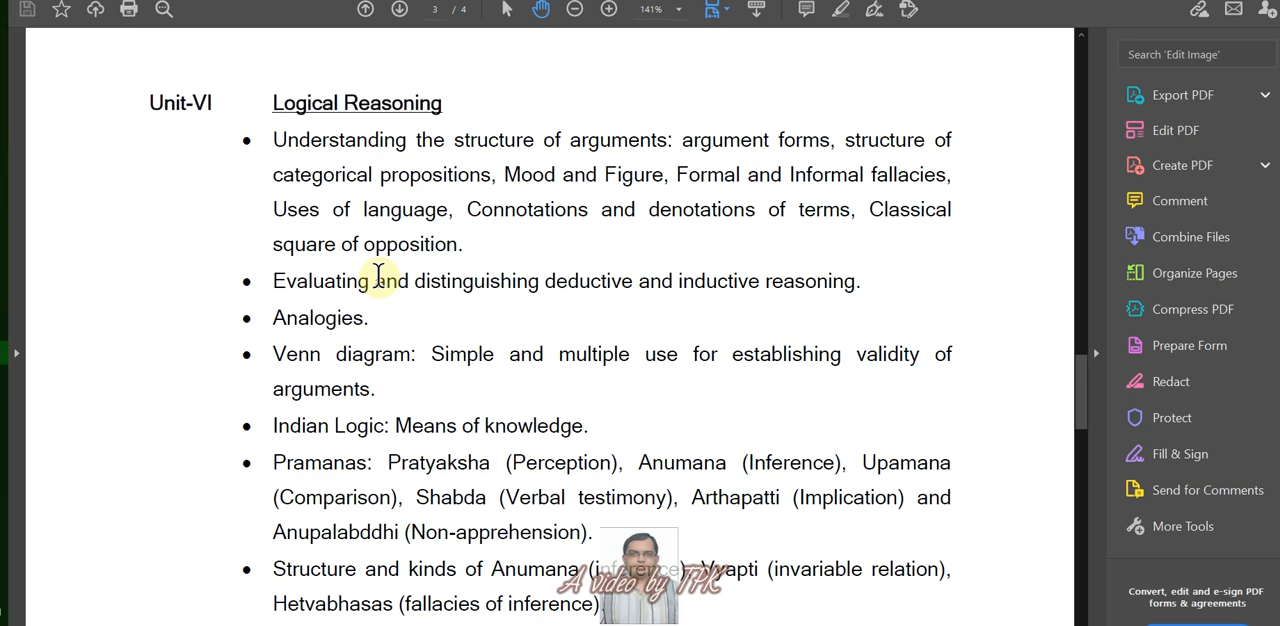 3 / 4
141%
Search 'Edit Image'
Unit-VI Logical Reasoning
Export PDF
• Understanding the structure of arguments: argument forms, structure of
Edit PDF
categorical propositions, Mood and Figure, Formal and Informal fallacies,
Create PDF
Uses of language, Connotations and denotations of terms, Classical
Comment
square of opposition.
Combine Files
• Evaluating and distinguishing deductive and inductive reasoning.
Organize Pages
• Analogies.
Compress PDF
• Venn diagram: Simple and multiple use for establishing validity of
Prepare Form
arguments.
Redact
• Indian Logic: Means of knowledge.
Protect
• Pramanas: Pratyaksha (Perception), Anumana (Inference), Upamana
Fill & Sign
(Comparison), Shabda (Verbal testimony), Arthapatti (Implication) and
Send for Comments
Anupalabddhi (Non-apprehension).
More Tools
• Structure and kinds of Anumana (inference), Vyapti (invariable relation),
A video by TPK
Hetvabhasas (fallacies of inference)
Convert, edit and e-sign PDF
forms & agreements